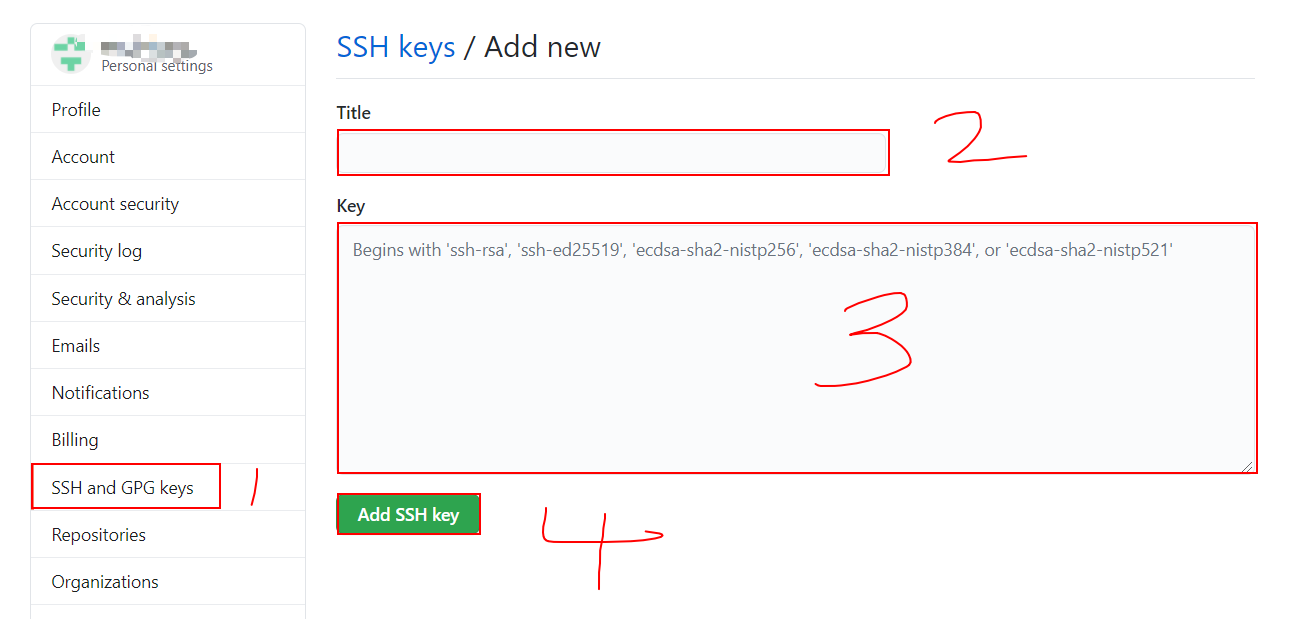 Personal settings
Profile
Account
Account security
Security log
Security & analysis
Emails
Notifications
Billing
SSH and GPG keys
1
Repositories
Organizations
SSH keys / Add new
Title
2
Key
Begins with 'ssh-rsa', 'ssh-ed25519', 'ecdsa-sha2-nistp256', 'ecdsa-sha2-nistp384', or 'ecdsa-sha2-nistp521'
3
Add SSH key
4